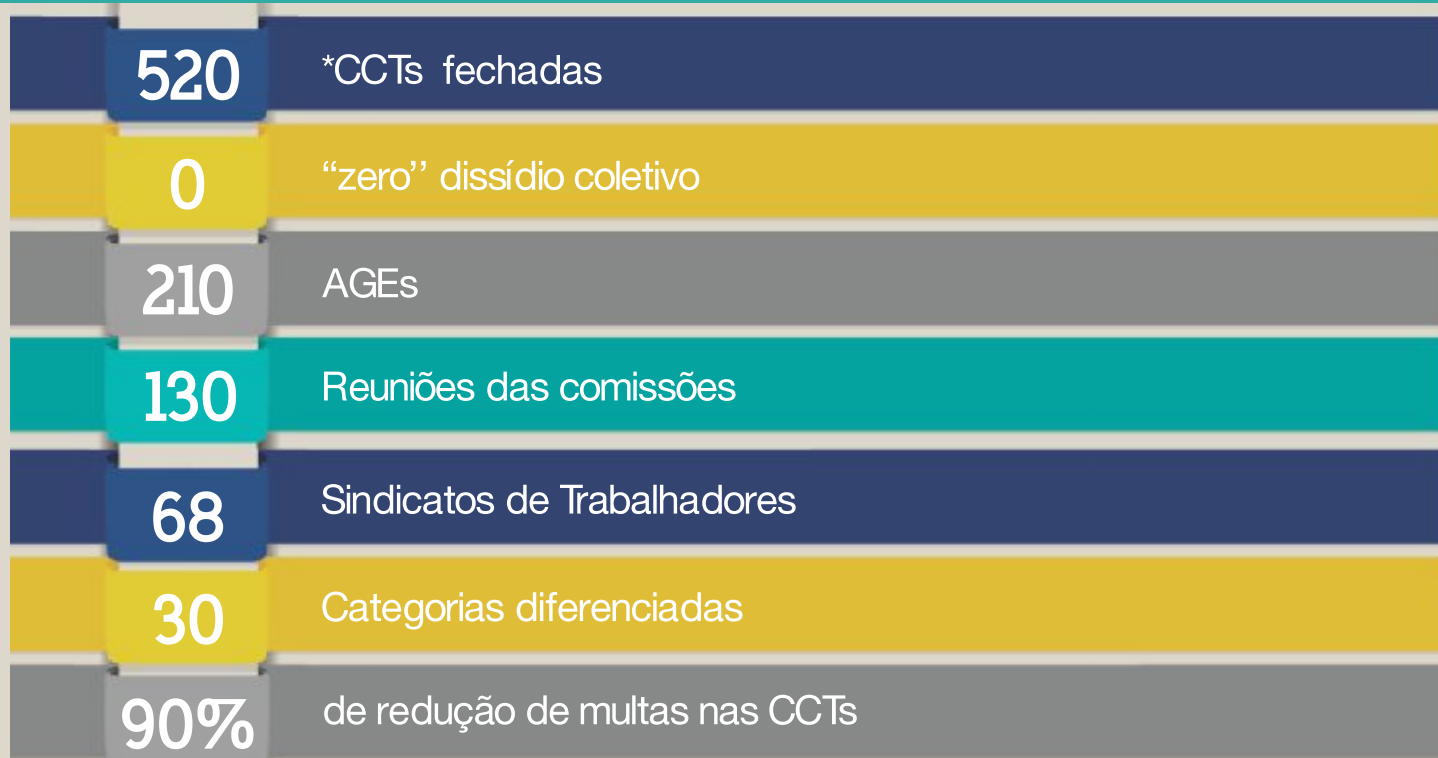 520 *CCTs fechadas
0 “zero’’ dissídio coletivo
210 AGEs
130 Reuniões das comissões
68 Sindicatos de Trabalhadores
30 Categorias diferenciadas
90% de redução de multas nas CCTs